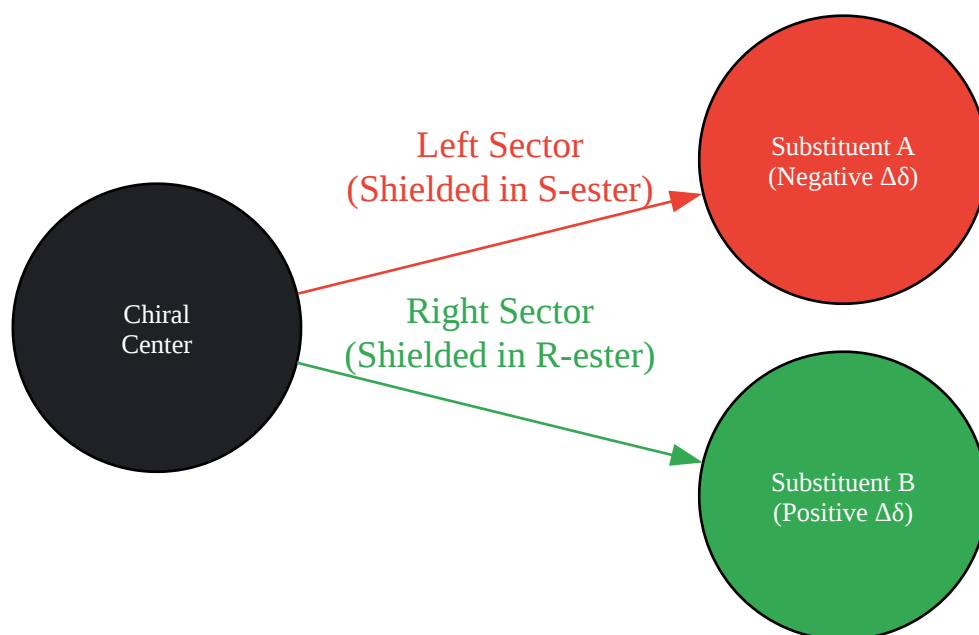 Left Sector
(Shielded in S-ester)
Substituent A
(Negative Δδ)
Chiral
Center
Right Sector
(Shielded in R-ester)
Substituent B
(Positive Δδ)